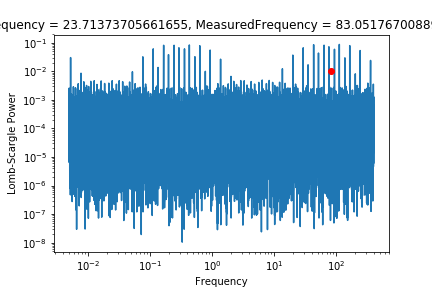 equency = 23.71373705661655, MeasuredFrequency = 83.0517670088
10⁻¹
10⁻²
10⁻³
10⁻⁴
10⁻⁵
10⁻⁶
10⁻⁷
10⁻⁸
Lomb-Scargle Power
10⁻² 10⁻¹ 10⁰ 10¹ 10²
Frequency